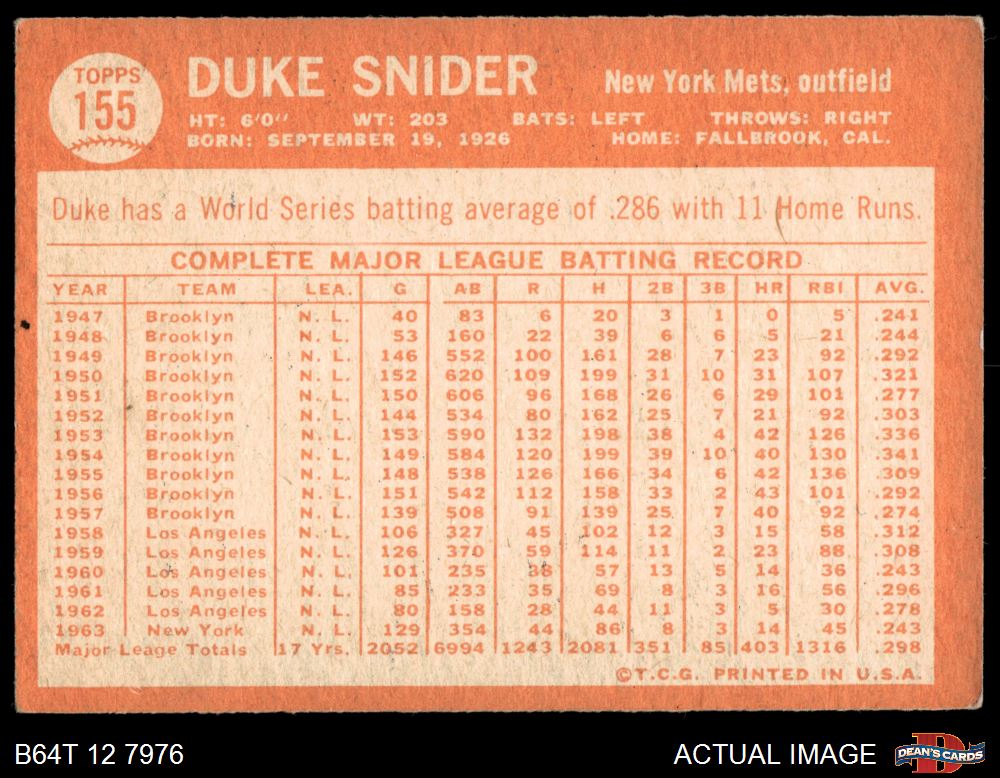 TOPPS
155
DUKE SNIDER
New York Mets, outfield
HT: 6'0" WT: 203 BATS: LEFT THROWS: RIGHT
BORN: SEPTEMBER 19, 1926 HOME: FALLBROOK, CAL.
Duke has a World Series batting average of .286 with 11 Home Runs.
COMPLETE MAJOR LEAGUE BATTING RECORD
YEAR TEAM LEA. G AB R H 2B 3B HR RBI AVG.
1947 Brooklyn N. L. 40 83 6 20 3 1 0 5 .241
1948 Brooklyn N. L. 53 160 22 39 6 6 5 21 .244
1949 Brooklyn N. L. 146 552 100 161 28 7 23 92 .292
1950 Brooklyn N. L. 152 620 109 199 31 10 31 107 .321
1951 Brooklyn N. L. 150 606 96 168 26 6 29 101 .277
1952 Brooklyn N. L. 144 534 80 162 25 7 21 92 .303
1953 Brooklyn N. L. 153 590 132 198 38 4 42 126 .336
1954 Brooklyn N. L. 149 584 120 199 39 10 40 130 .341
1955 Brooklyn N. L. 148 538 126 166 34 6 42 136 .309
1956 Brooklyn N. L. 151 542 112 158 33 2 43 101 .292
1957 Brooklyn N. L. 139 508 91 139 25 7 40 92 .274
1958 Los Angeles N. L. 106 327 45 102 12 3 15 58 .312
1959 Los Angeles N. L. 126 370 59 114 11 2 23 88 .308
1960 Los Angeles N. L. 101 235 38 57 13 5 14 36 .243
1961 Los Angeles N. L. 85 233 35 69 8 3 16 56 .296
1962 Los Angeles N. L. 80 158 28 44 11 3 5 30 .278
1963 New York N. L. 129 354 44 86 8 3 14 45 .243
Major Leage Totals 17 Yrs. 2052 6994 1243 2081 351 85 403 1316 .298
©T.C.G. PRINTED IN U.S.A.
B64T 12 7976
ACTUAL IMAGE
DEAN'S CARDS